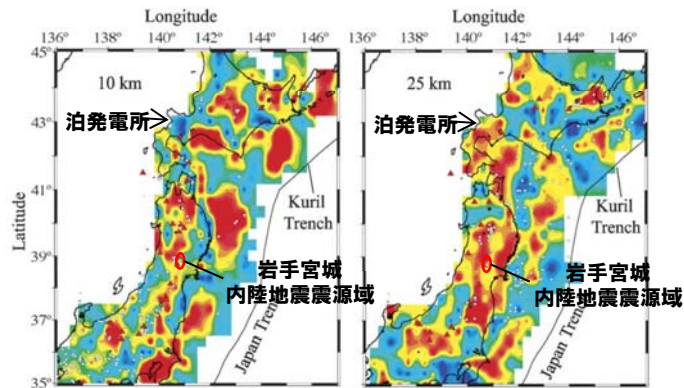 Longitude
136° 138° 140° 142° 144° 146°
45°
43°
41°
39°
37°
35°
Latitude
10 km
泊発電所
Kuril
Trench
岩手宮城
内陸地震震源域
Japan Trench
Longitude
136° 138° 140° 142° 144° 146°
25 km
泊発電所
Kuril
Trench
岩手宮城
内陸地震震源域
Japan Trench